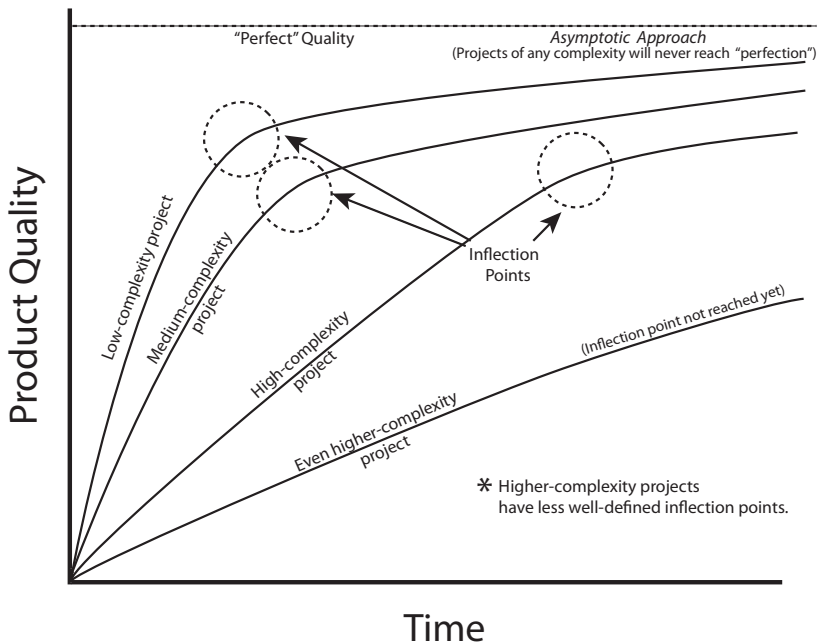 “Perfect” Quality
Asymptotic Approach
(Projects of any complexity will never reach “perfection”)
Product Quality
Low-complexity project
Medium-complexity
project
Inflection
Points
High-complexity
project
(Inflection point not reached yet)
Even higher-complexity
project
* Higher-complexity projects
have less well-defined inflection points.
Time